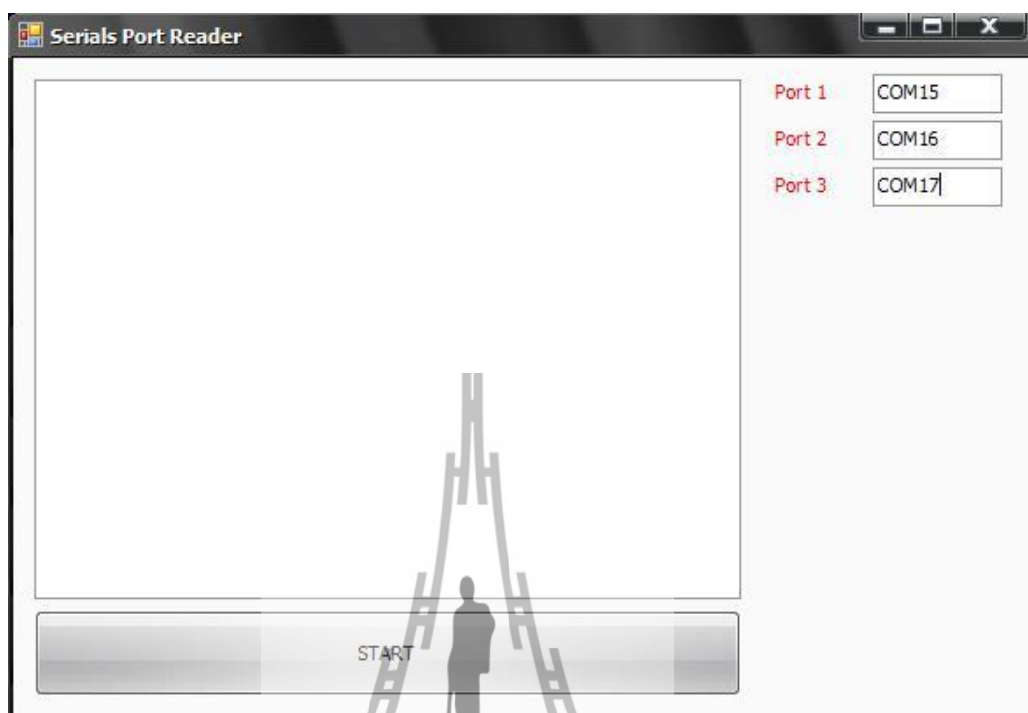 Serials Port Reader
Port 1 COM15
Port 2 COM16
Port 3 COM17
START